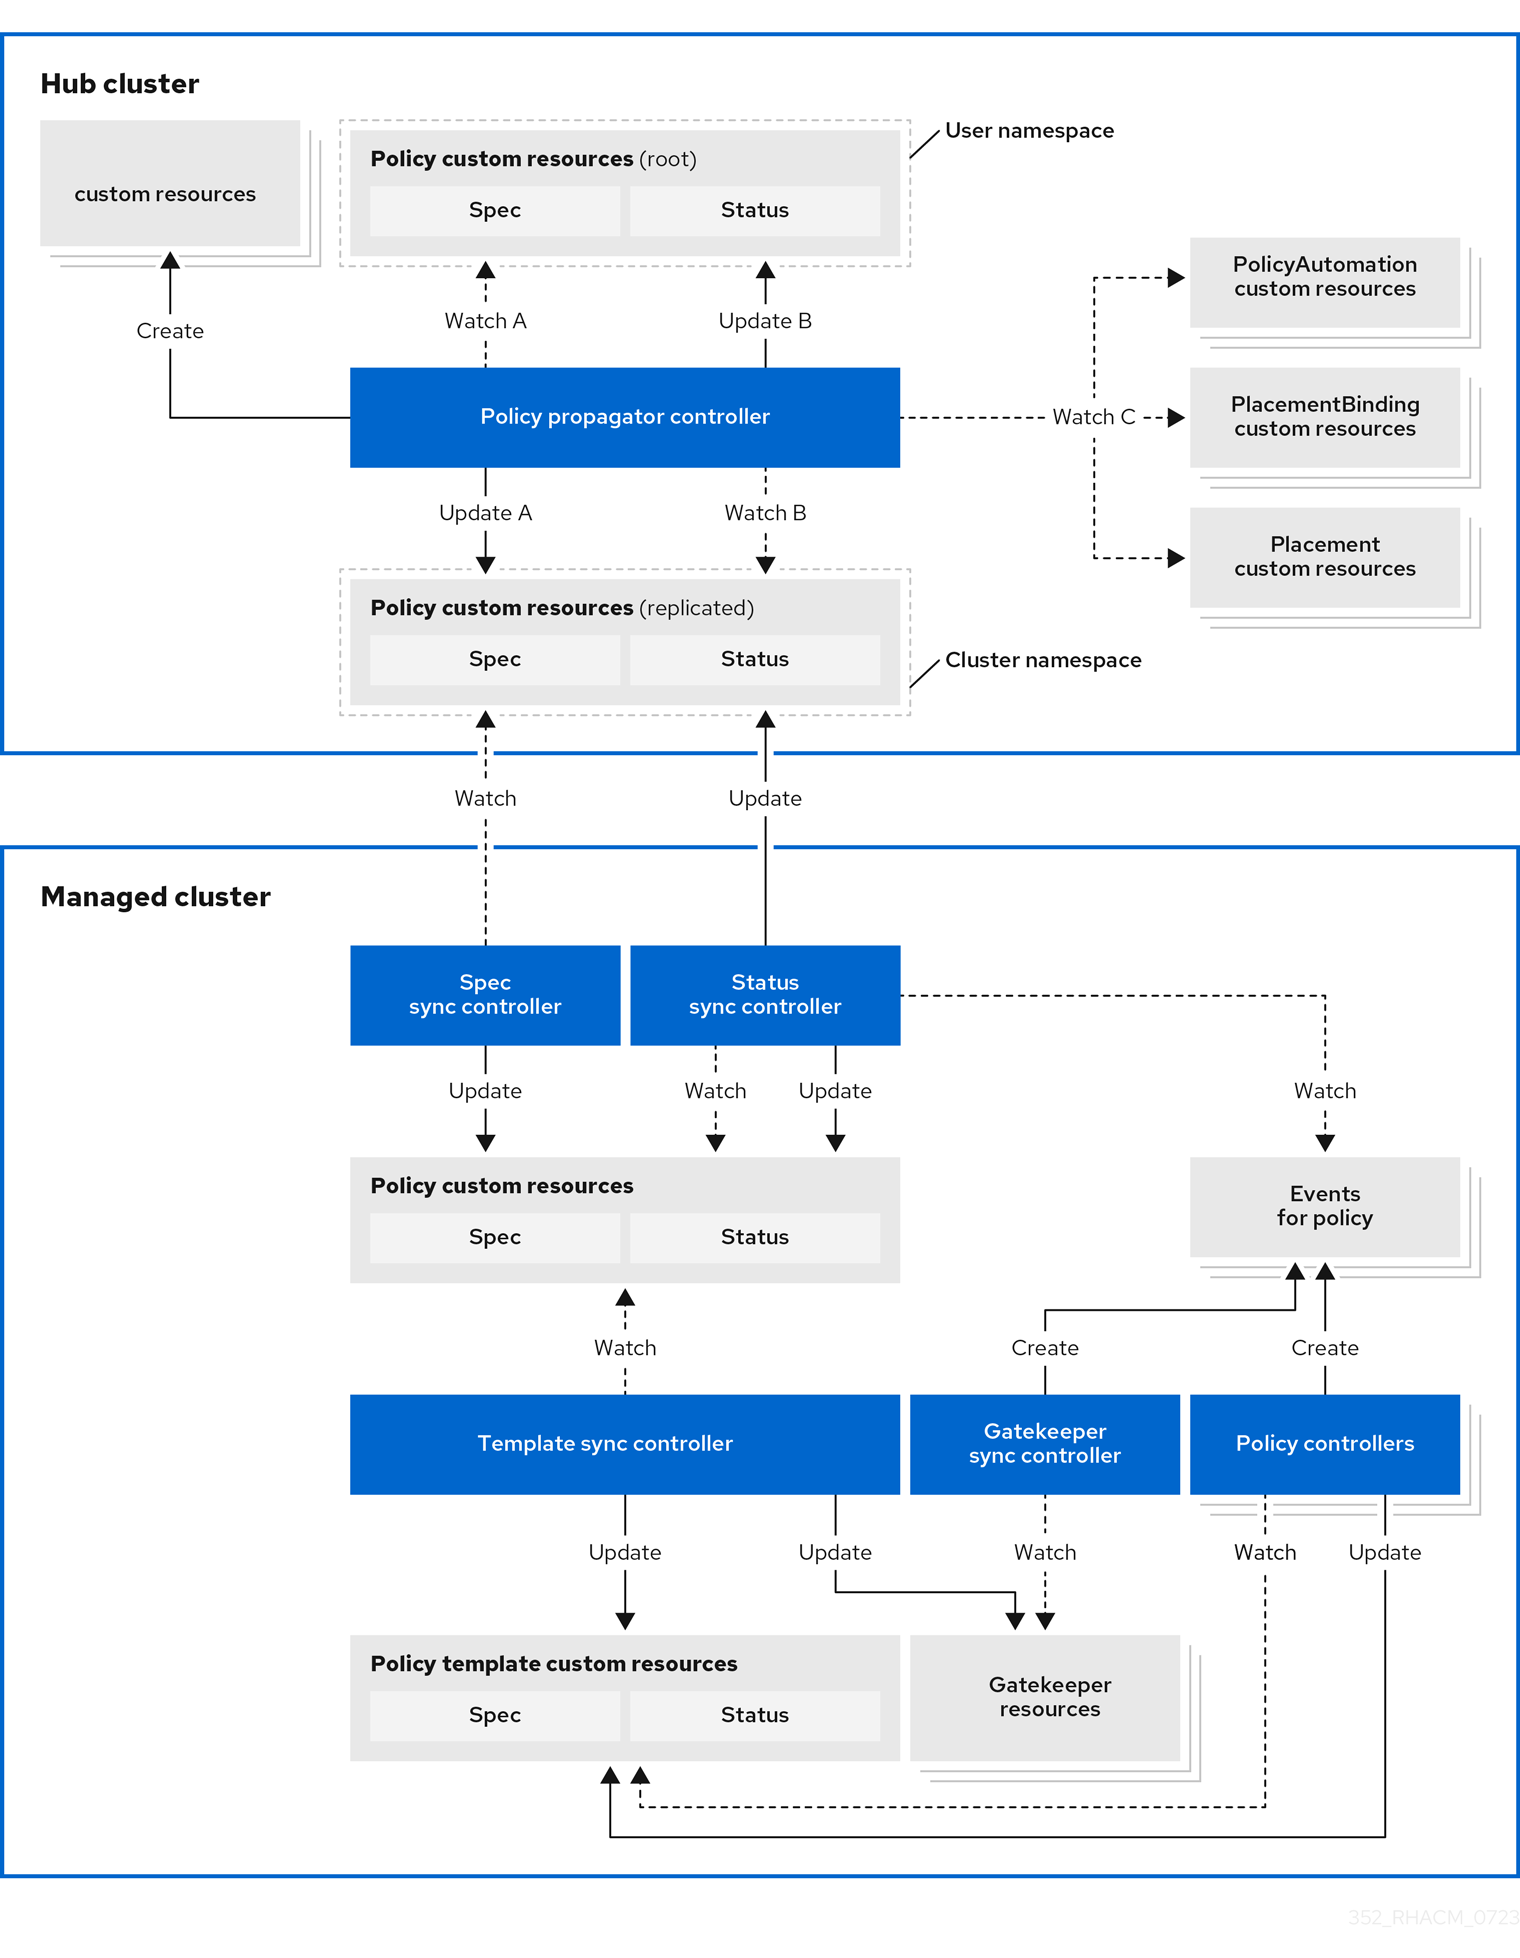 Hub cluster
custom resources
Policy custom resources (root)
Spec
Status
User namespace
Create
Watch A
Update B
PolicyAutomation
custom resources
Policy propagator controller
Watch C
PlacementBinding
custom resources
Update A
Watch B
Placement
custom resources
Policy custom resources (replicated)
Spec
Status
Cluster namespace
Watch
Update
Managed cluster
Spec
sync controller
Status
sync controller
Update
Watch
Update
Watch
Policy custom resources
Spec
Status
Events
for policy
Watch
Create
Create
Template sync controller
Gatekeeper
sync controller
Policy controllers
Update
Update
Watch
Watch
Update
Policy template custom resources
Spec
Status
Gatekeeper
resources
352_RHACM_0723